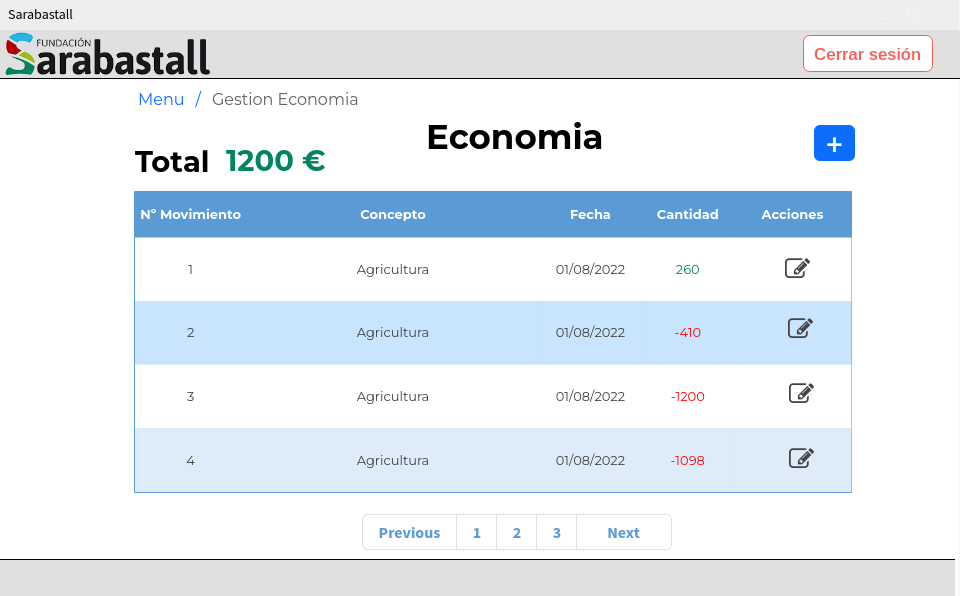 Sarabastall
FUNDACIÓN
Sarabastall
Cerrar sesión
Menu / Gestion Economia
Economia
+
Total 1200 €
Nº Movimiento Concepto Fecha Cantidad Acciones
1 Agricultura 01/08/2022 260
2 Agricultura 01/08/2022 -410
3 Agricultura 01/08/2022 -1200
4 Agricultura 01/08/2022 -1098
Previous 1 2 3 Next